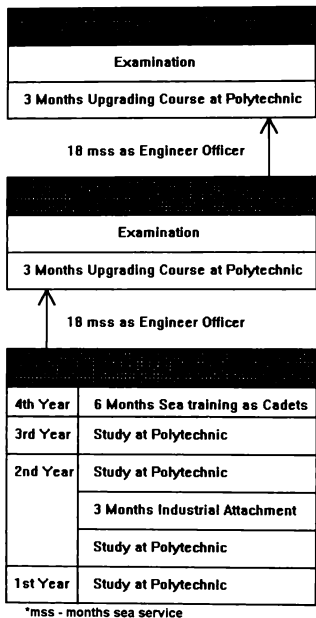 Examination
3 Months Upgrading Course at Polytechnic
18 mss as Engineer Officer
Examination
3 Months Upgrading Course at Polytechnic
18 mss as Engineer Officer
4th Year 6 Months Sea training as Cadets
3rd Year Study at Polytechnic
2nd Year Study at Polytechnic
3 Months Industrial Attachment
Study at Polytechnic
1st Year Study at Polytechnic
*mss - months sea service